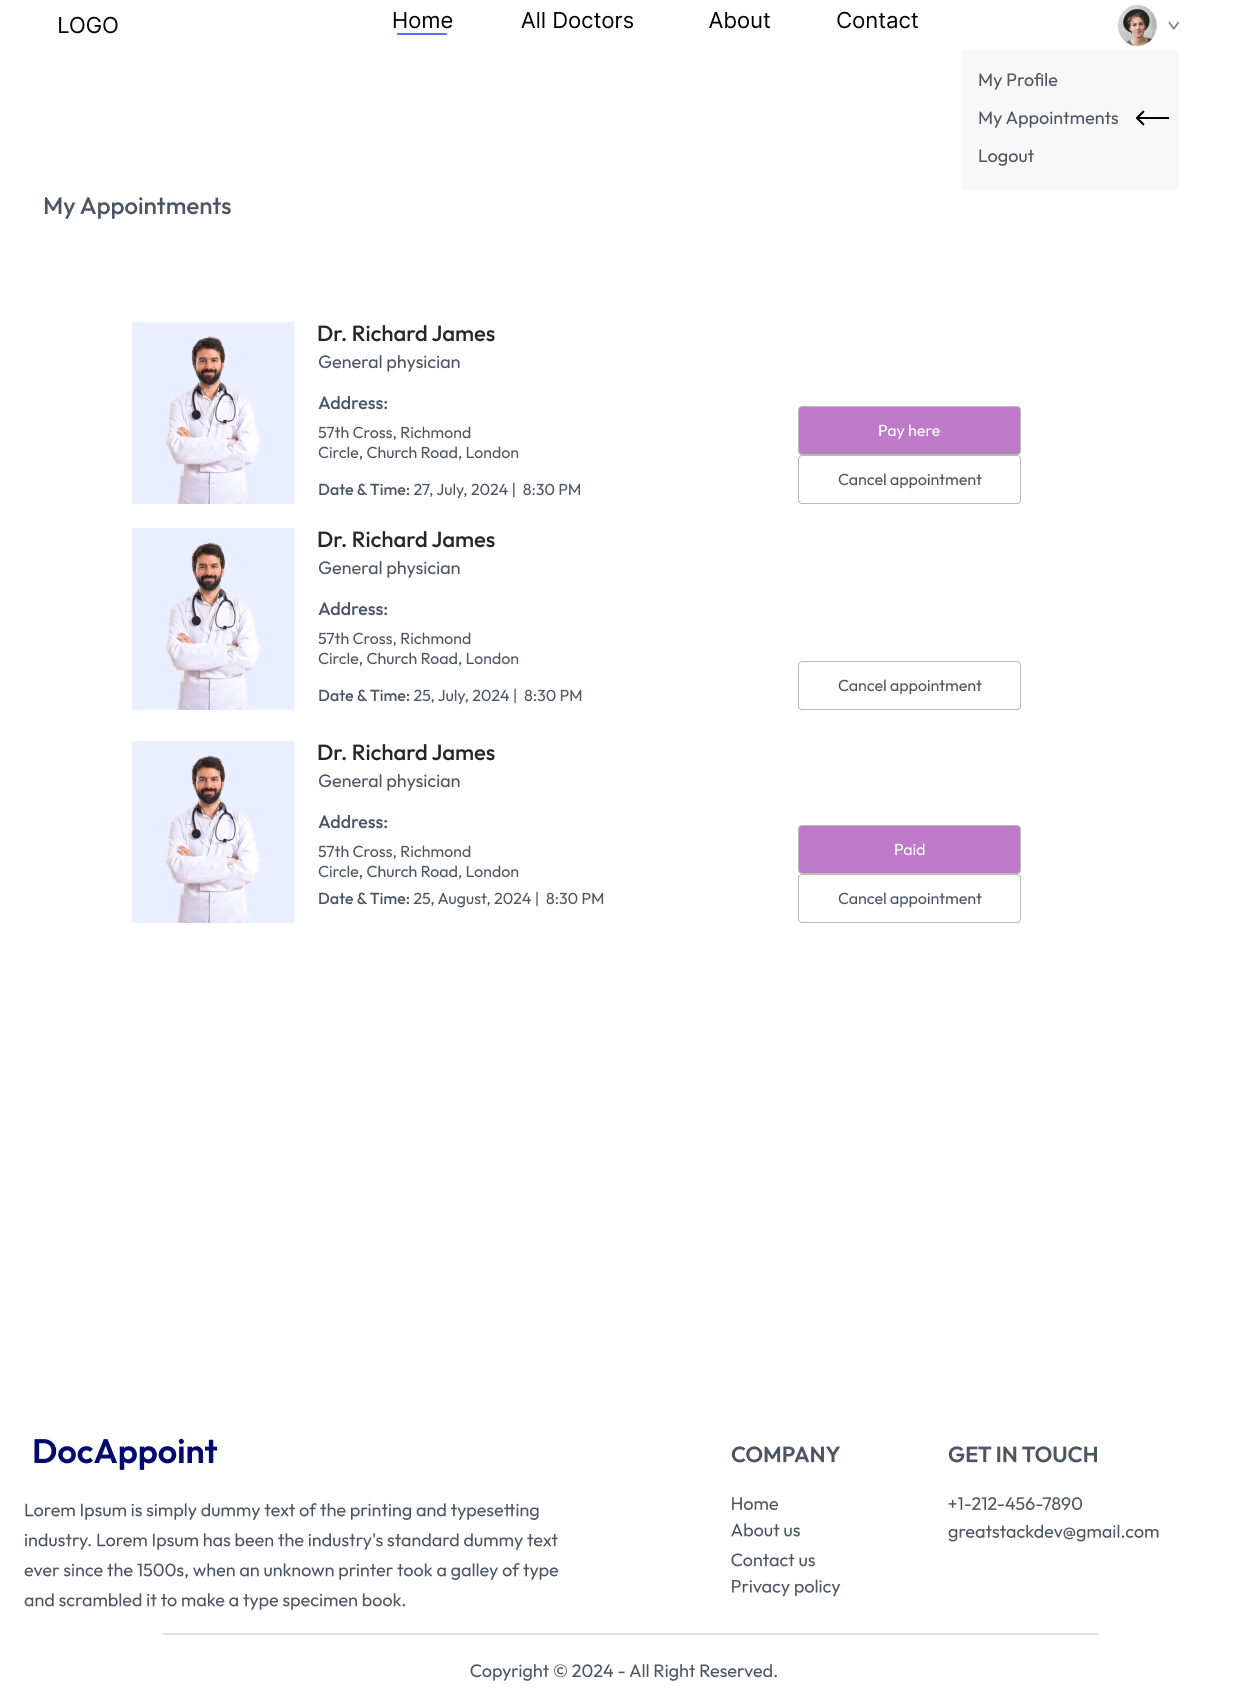 LOGO
Home
All Doctors
About
Contact
My Profile
My Appointments
Logout
My Appointments
Dr. Richard James
General physician
Address:
57th Cross, Richmond
Circle, Church Road, London
Date & Time: 27, July, 2024 | 8:30 PM
Pay here
Cancel appointment
Dr. Richard James
General physician
Address:
57th Cross, Richmond
Circle, Church Road, London
Date & Time: 25, July, 2024 | 8:30 PM
Cancel appointment
Dr. Richard James
General physician
Address:
57th Cross, Richmond
Circle, Church Road, London
Date & Time: 25, August, 2024 | 8:30 PM
Paid
Cancel appointment
DocAppoint
Lorem Ipsum is simply dummy text of the printing and typesetting
industry. Lorem Ipsum has been the industry's standard dummy text
ever since the 1500s, when an unknown printer took a galley of type
and scrambled it to make a type specimen book.
COMPANY
Home
About us
Contact us
Privacy policy
GET IN TOUCH
+1-212-456-7890
greatstackdev@gmail.com
Copyright © 2024 - All Right Reserved.